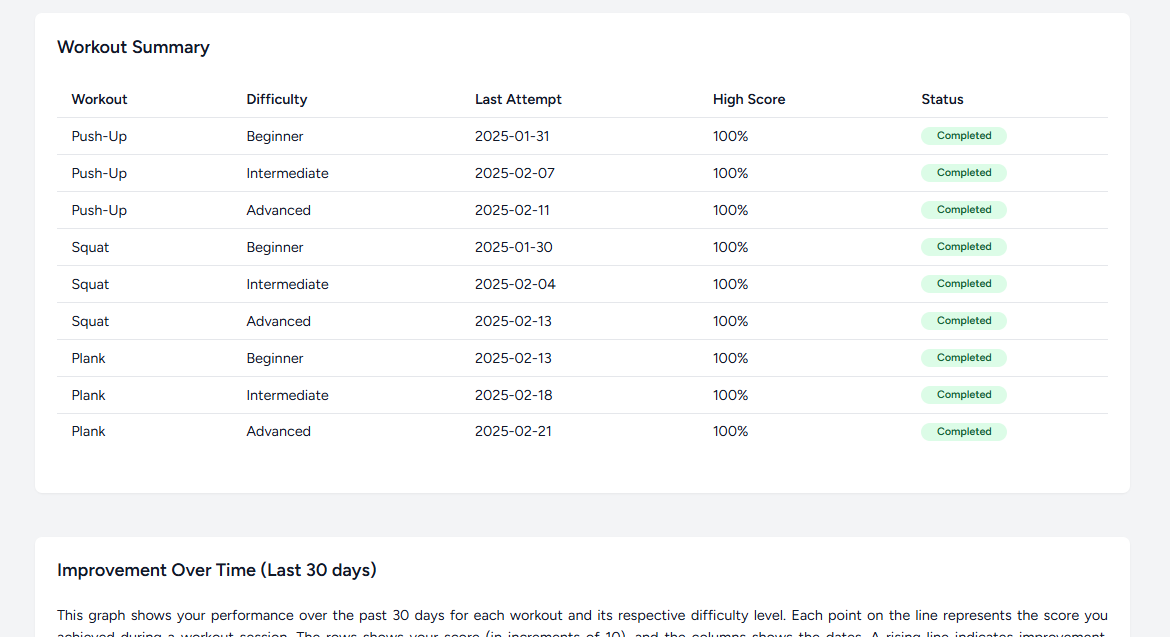 Workout Summary
Workout Difficulty Last Attempt High Score Status
Push-Up Beginner 2025-01-31 100% Completed
Push-Up Intermediate 2025-02-07 100% Completed
Push-Up Advanced 2025-02-11 100% Completed
Squat Beginner 2025-01-30 100% Completed
Squat Intermediate 2025-02-04 100% Completed
Squat Advanced 2025-02-13 100% Completed
Plank Beginner 2025-02-13 100% Completed
Plank Intermediate 2025-02-18 100% Completed
Plank Advanced 2025-02-21 100% Completed
Improvement Over Time (Last 30 days)
This graph shows your performance over the past 30 days for each workout and its respective difficulty level. Each point on the line represents the score you
achieved during a workout session. The rows shows your score (in increments of 10), and the columns shows the dates. A rising line indicates improvement,